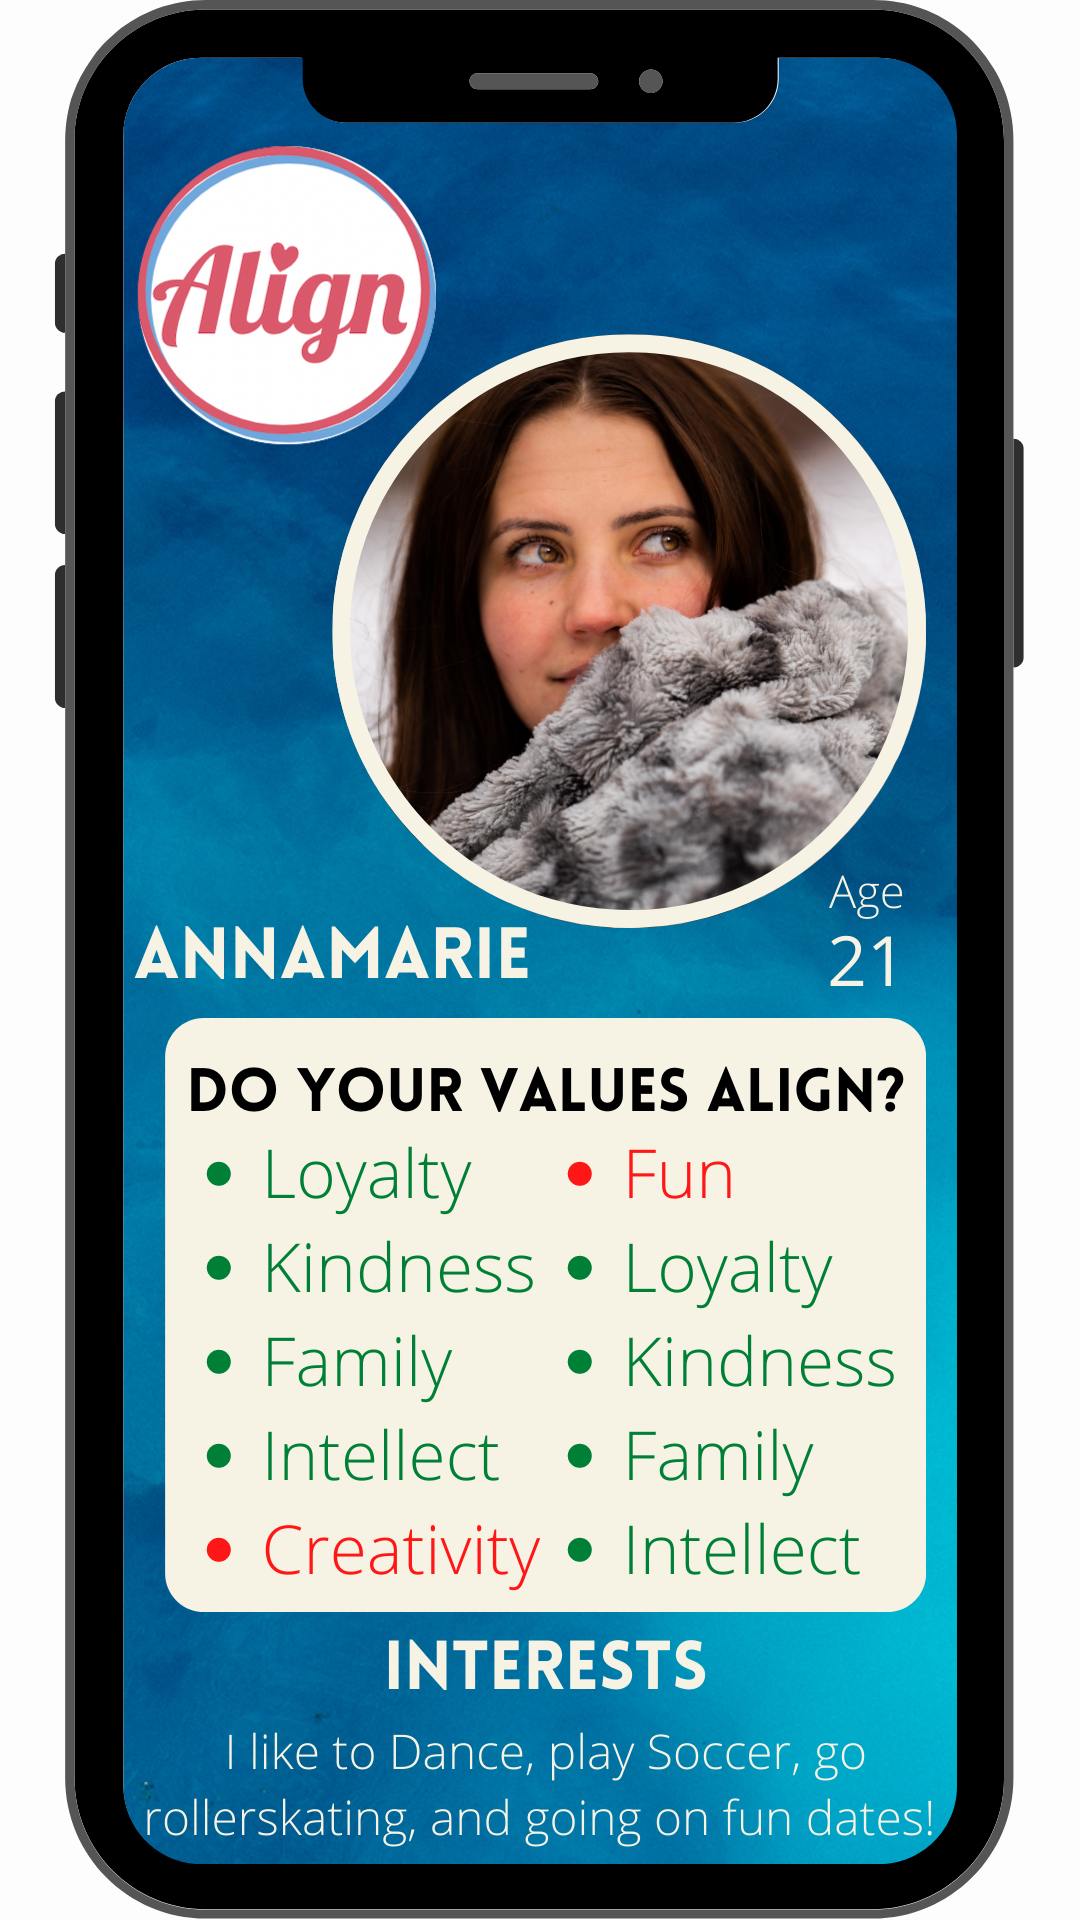 Align
Age
21
ANNAMARIE
DO YOUR VALUES ALIGN?
Loyalty
Kindness
Family
Intellect
Creativity
Fun
Loyalty
Kindness
Family
Intellect
INTERESTS
I like to Dance, play Soccer, go
rollerskating, and going on fun dates!